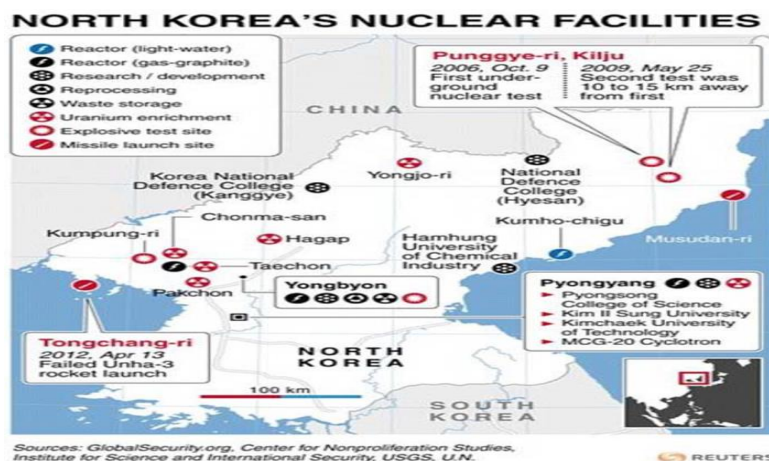 NORTH KOREA'S NUCLEAR FACILITIES
Reactor (light-water)
Reactor (gas-graphite)
Research / development
Reprocessing
Waste storage
Uranium enrichment
Explosive test site
Missile launch site
Punggye-ri, Kilju
2006, Oct. 9
First under-
ground
nuclear test
2009, May 25
Second test was
10 to 15 km away
from first
CHINA
Korea National
Defence College
(Kanggye)
Yongjo-ri
National
Defence
College
(Hyesan)
Chonma-san
Kumpung-ri
Hagap
Taechon
Pakchon
Kumho-chigu
Hamhung
University
of Chemical
Industry
Musudan-ri
Yongbyon
Pyongyang
Pyongsong
College of Science
Kim Il Sung University
Kimchaek University
of Technology
MCG-20 Cyclotron
Tongchang-ri
2012, Apr 13
Failed Unha-3
rocket launch
NORTH
KOREA
100 km
SOUTH
KOREA
Sources: GlobalSecurity.org, Center for Nonproliferation Studies,
Institute for Science and International Security, USGS, U.N.
REUTERS